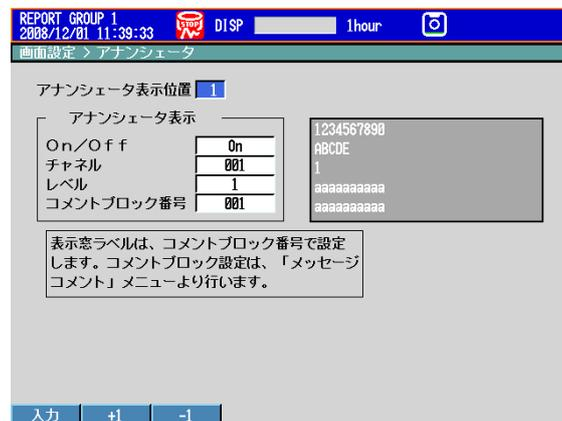 REPORT GROUP 1
2008/12/01 11:39:33 STOP DISP 1hour
画面設定 > アナンシェータ
アナンシェータ表示位置 1
アナンシェータ表示
On/Off On
チャネル 001
レベル 1
コメントブロック番号 001
1234567890
ABCDE
1
aaaaaaaaaa
aaaaaaaaaa
表示窓ラベルは、コメントブロック番号で設定
します。コメントブロック設定は、「メッセージ
コメント」メニューより行います。
入力 +1 -1